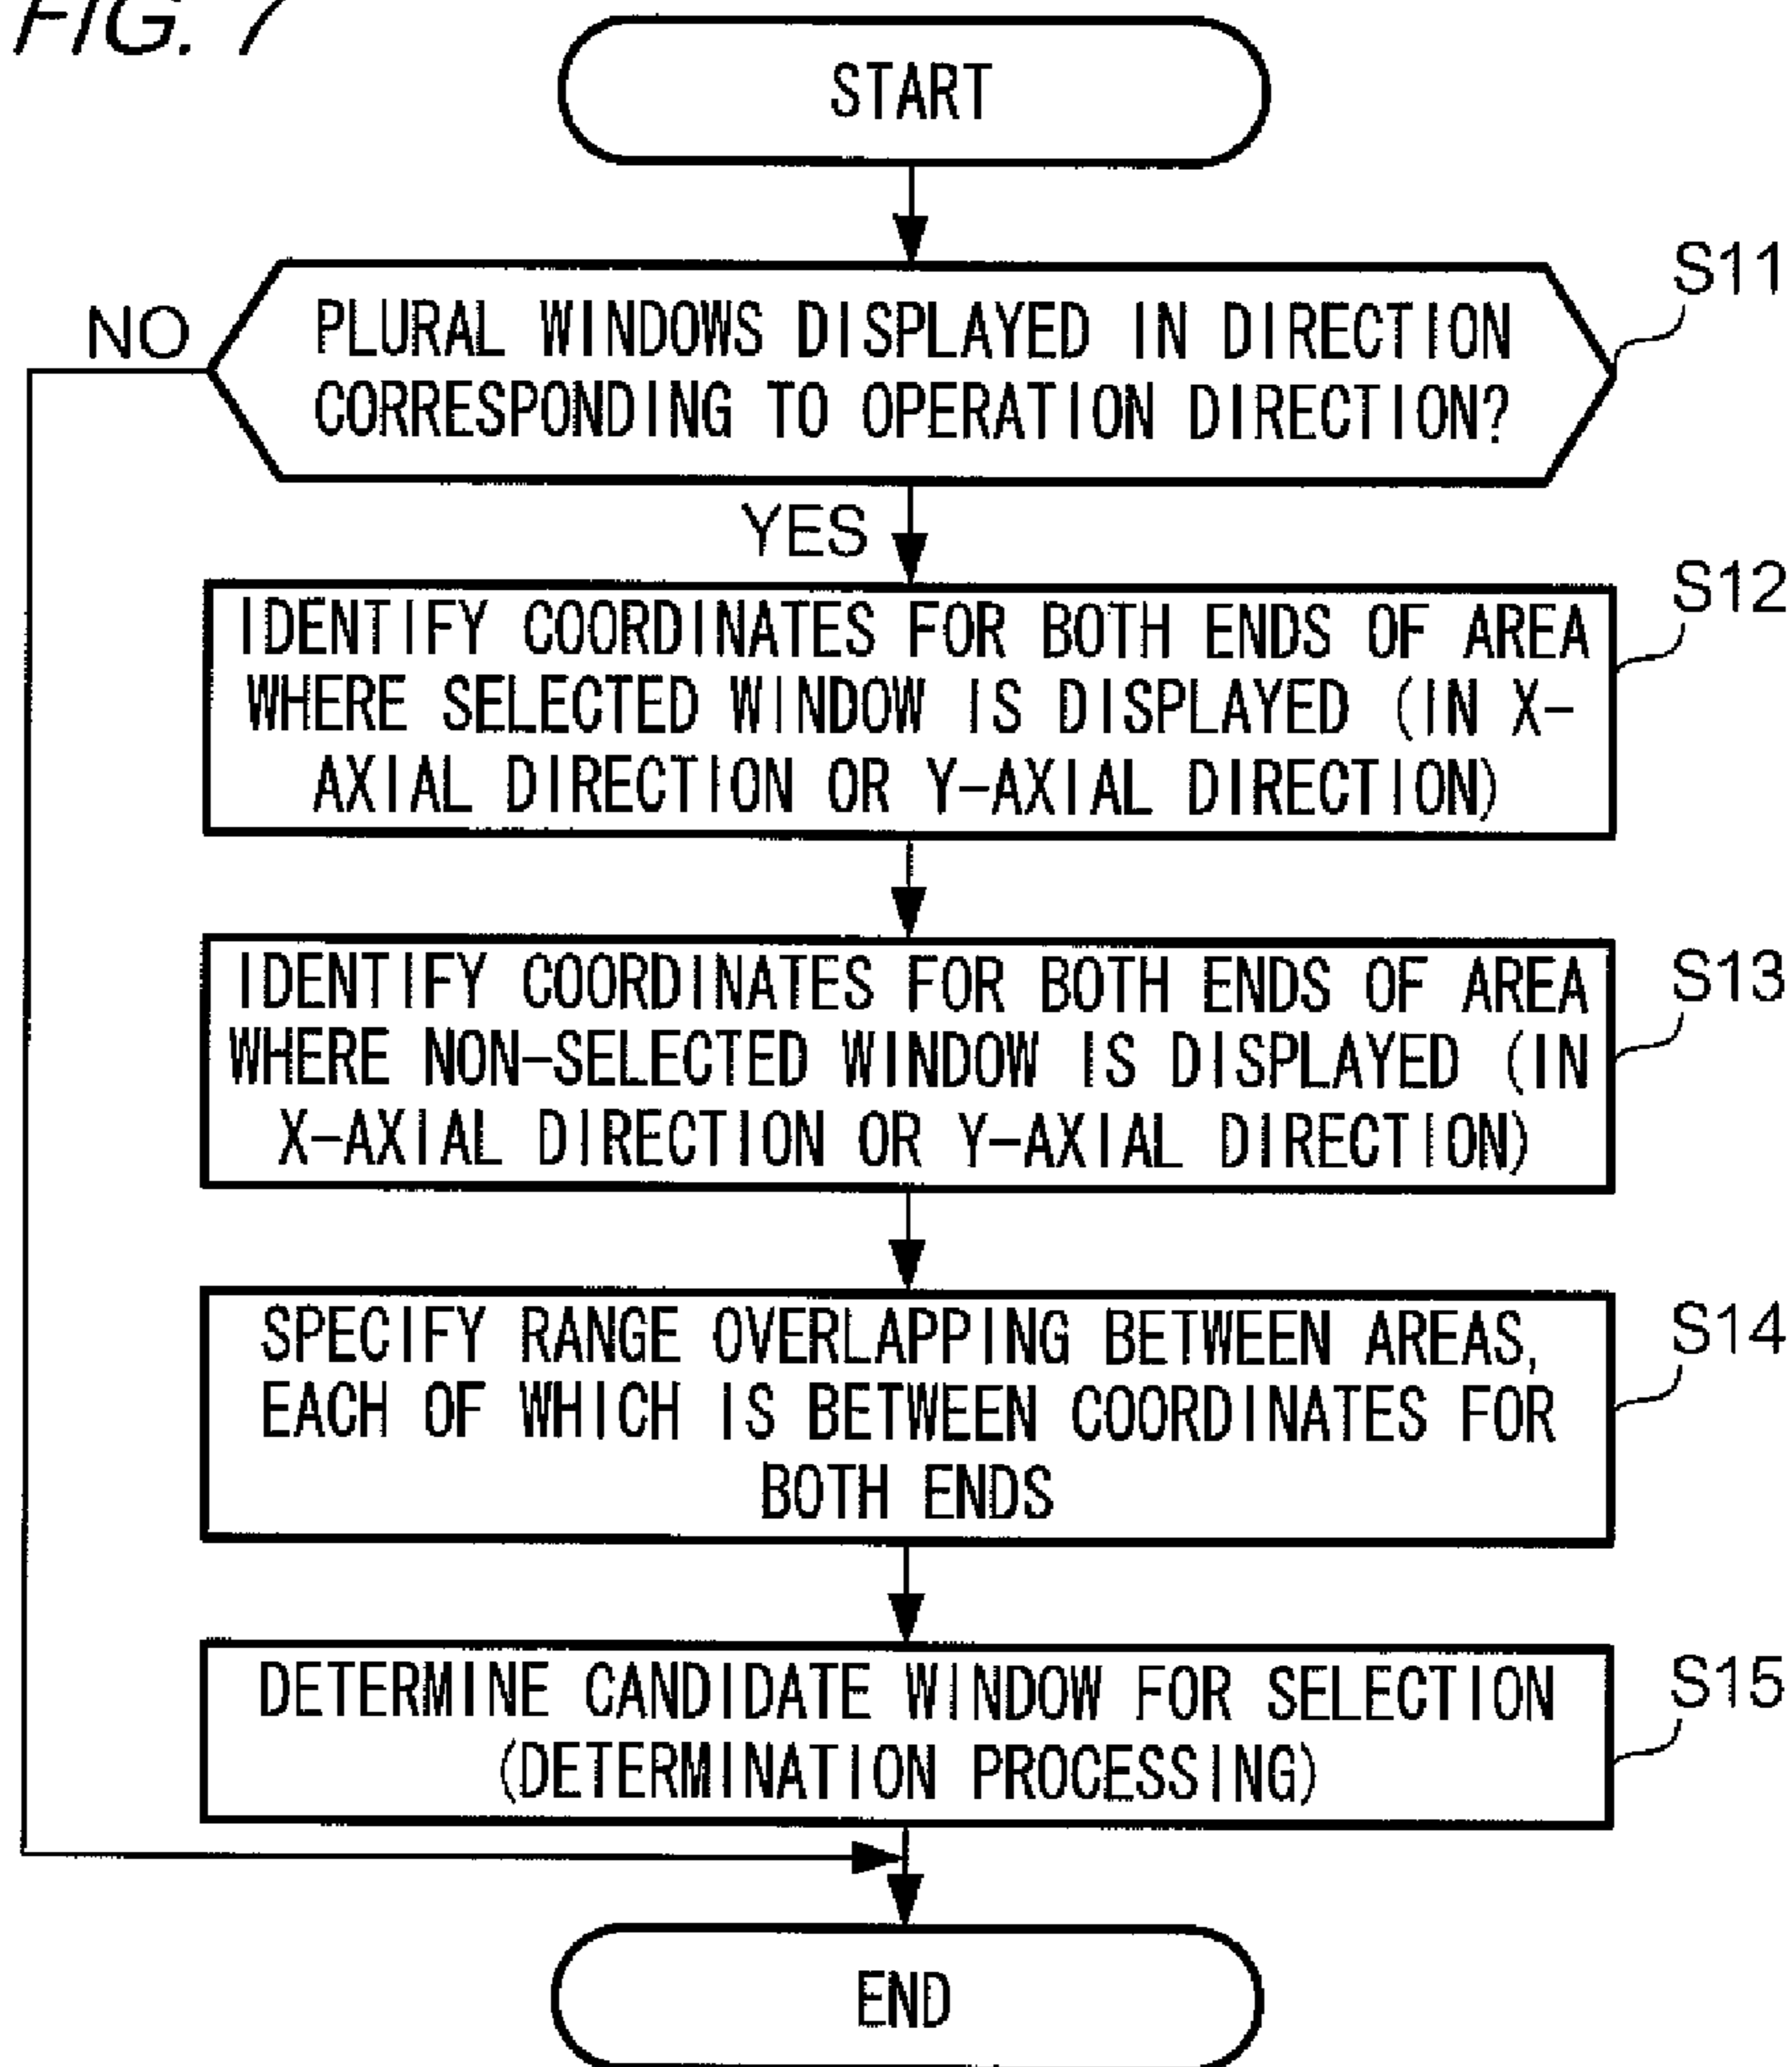 FIG. 7
START
S11
NO
PLURAL WINDOWS DISPLAYED IN DIRECTION
CORRESPONDING TO OPERATION DIRECTION?
YES
S12
IDENTIFY COORDINATES FOR BOTH ENDS OF AREA
WHERE SELECTED WINDOW IS DISPLAYED (IN X-
AXIAL DIRECTION OR Y-AXIAL DIRECTION)
S13
IDENTIFY COORDINATES FOR BOTH ENDS OF AREA
WHERE NON-SELECTED WINDOW IS DISPLAYED (IN
X-AXIAL DIRECTION OR Y-AXIAL DIRECTION)
S14
SPECIFY RANGE OVERLAPPING BETWEEN AREAS,
EACH OF WHICH IS BETWEEN COORDINATES FOR
BOTH ENDS
S15
DETERMINE CANDIDATE WINDOW FOR SELECTION
(DETERMINATION PROCESSING)
END